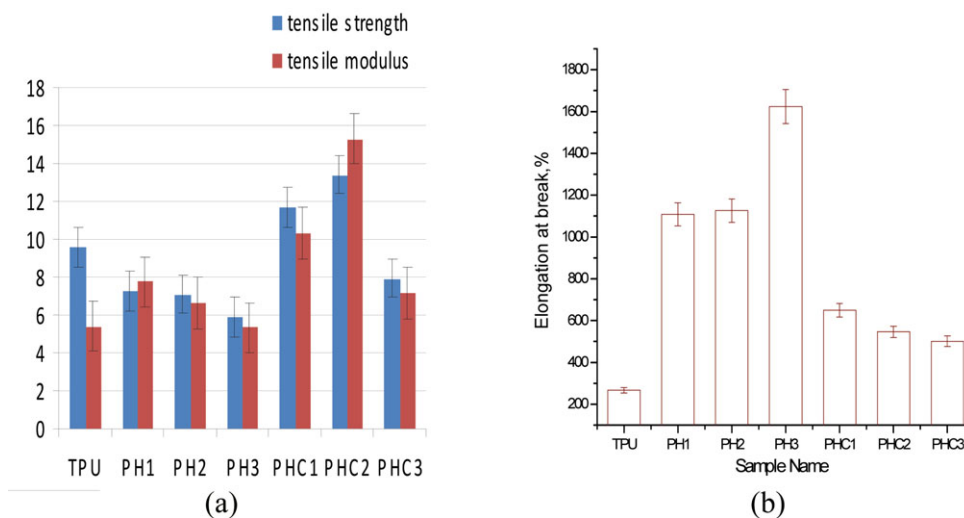 tensile strength
tensile modulus
18
16
14
12
10
8
6
4
2
0
TPU PH1 PH2 PH3 PHC1 PHC2 PHC3
(a)
1800
1600
1400
1200
1000
800
600
400
200
Elongation at break,%
TPU PH1 PH2 PH3 PHC1 PHC2 PHC3
Sample Name
(b)